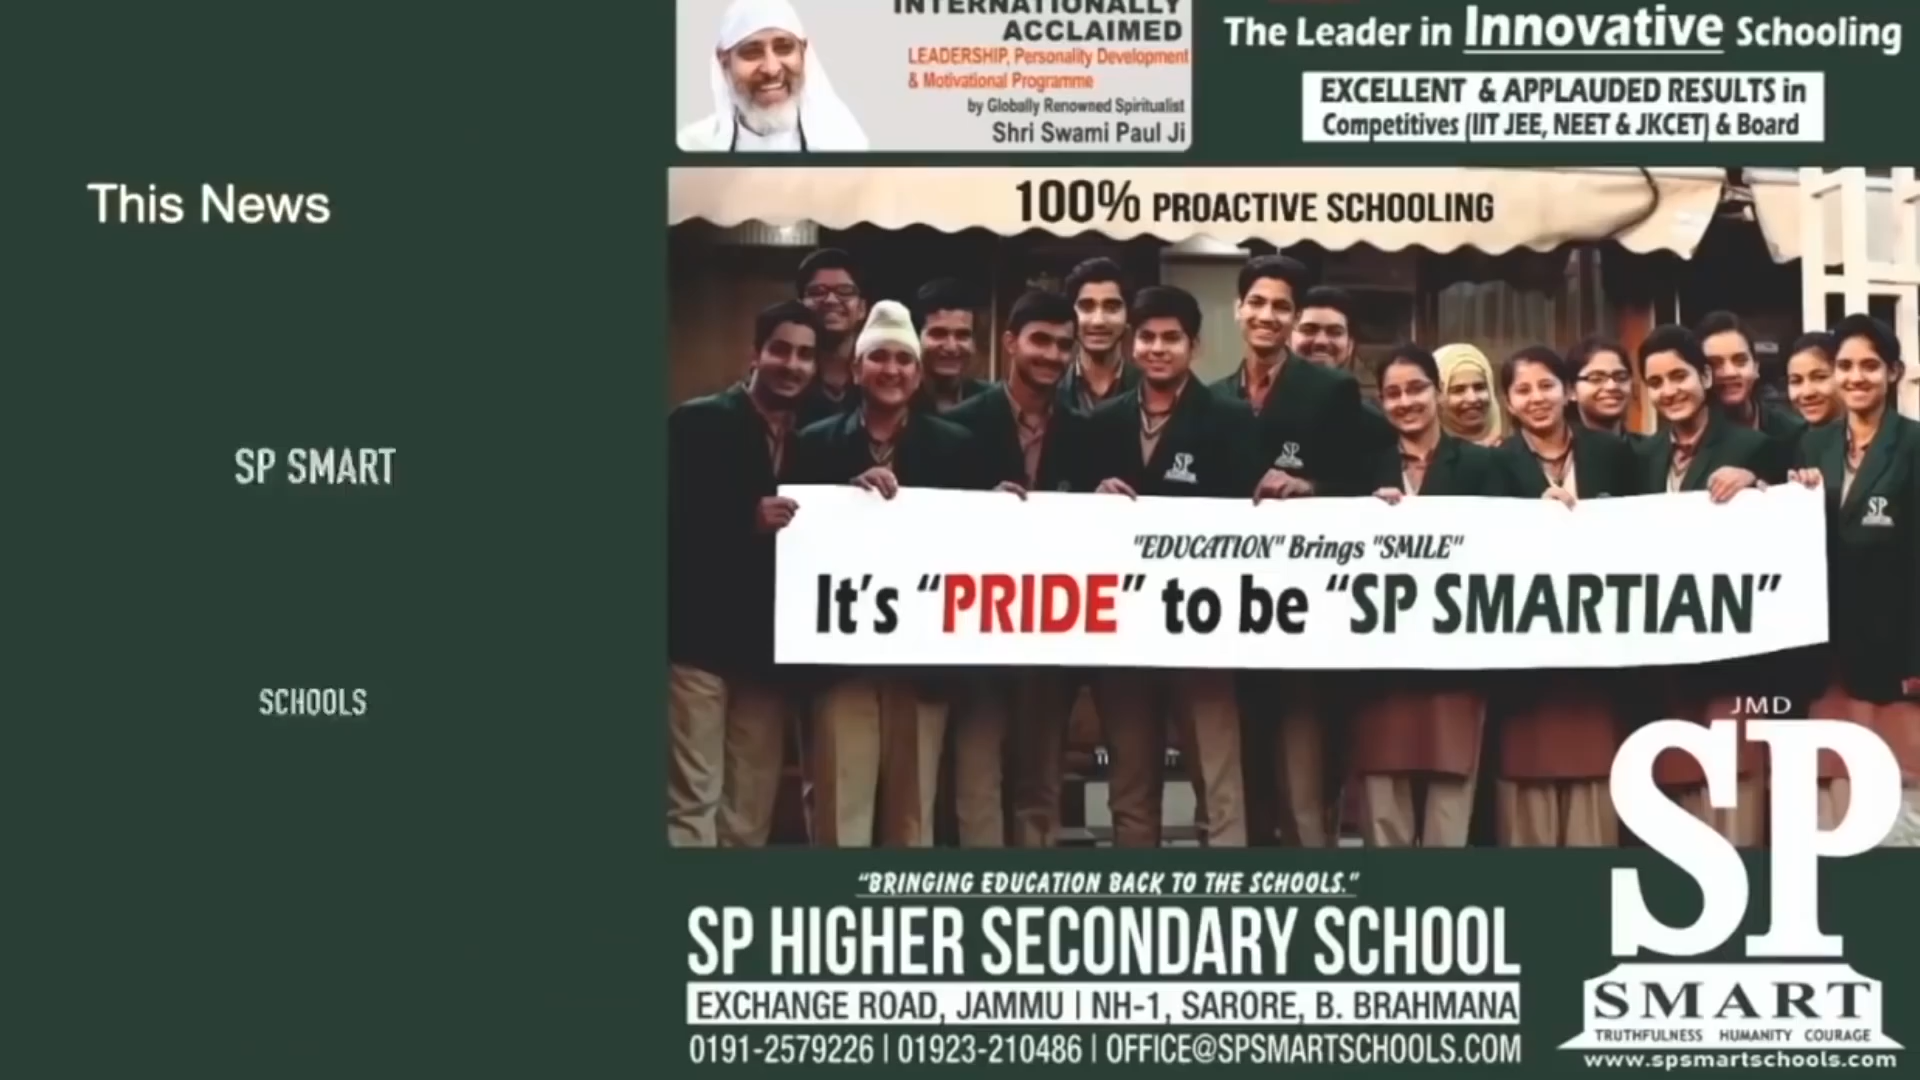 INTERNATIONALLY
ACCLAIMED
LEADERSHIP, Personality Development
& Motivational Programme
by Globally Renowned Spiritualist
Shri Swami Paul Ji
The Leader in Innovative Schooling
EXCELLENT & APPLAUDED RESULTS in
Competitives (IIT JEE, NEET & JKCET) & Board
This News
SP SMART
SCHOOLS
100% PROACTIVE SCHOOLING
SP
SP
SP
"EDUCATION" Brings "SMILE"
It's "PRIDE" to be "SP SMARTIAN"
"BRINGING EDUCATION BACK TO THE SCHOOLS."
SP HIGHER SECONDARY SCHOOL
EXCHANGE ROAD, JAMMU | NH-1, SARORE, B. BRAHMANA
0191-2579226 | 01923-210486 | OFFICE@SPSMARTSCHOOLS.COM
JMD
SP
SMART
TRUTHFULNESS HUMANITY COURAGE
www.spsmartschools.com